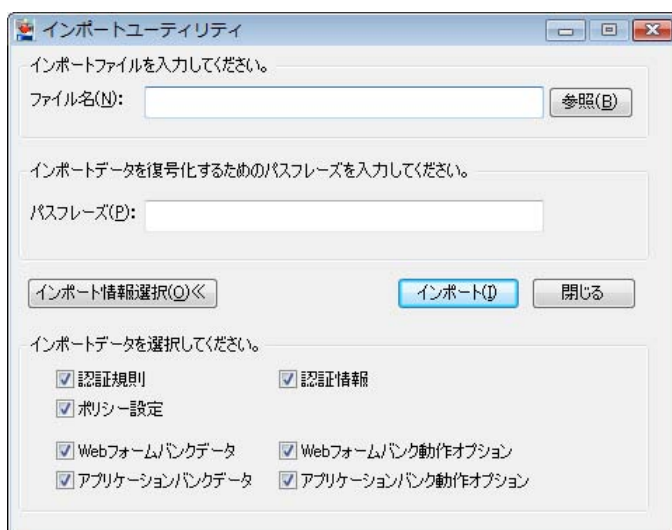 インポートユーティリティ
インポートファイルを入力してください。
ファイル名(N):
参照(B)
インポートデータを復号化するためのパスフレーズを入力してください。
パスフレーズ(P):
インポート情報選択(O)≪
インポート(I)
閉じる
インポートデータを選択してください。
認証規則
認証情報
ポリシー設定
Webフォームバンクデータ
Webフォームバンク動作オプション
アプリケーションバンクデータ
アプリケーションバンク動作オプション